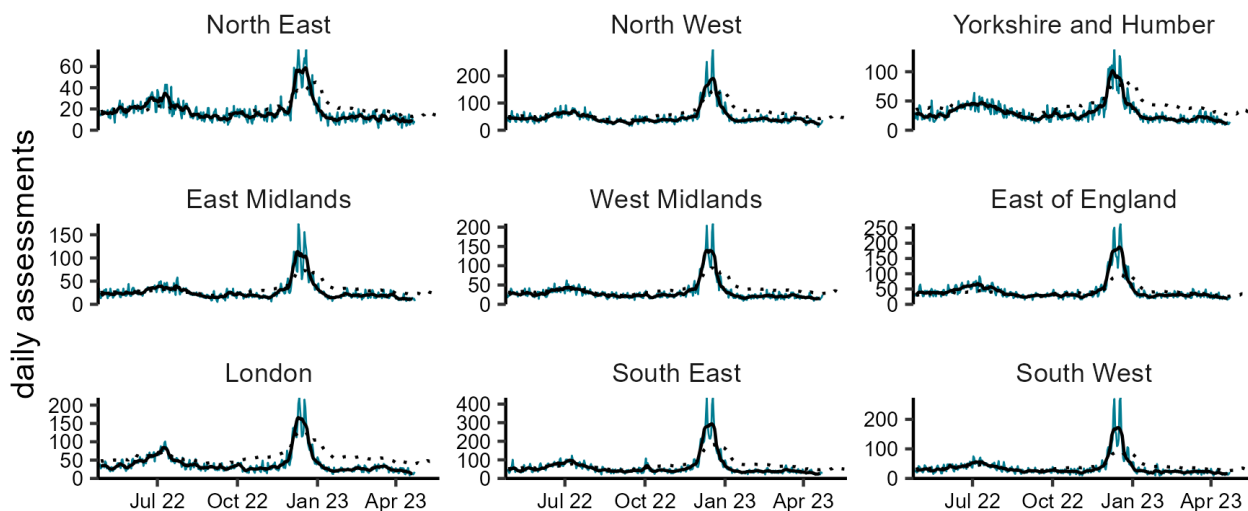 daily assessments
North East
60
40
20
0
North West
200
100
0
Yorkshire and Humber
100
50
0
East Midlands
150
100
50
0
West Midlands
200
150
100
50
0
East of England
250
200
150
100
50
0
London
200
150
100
50
0
Jul 22 Oct 22 Jan 23 Apr 23
South East
400
300
200
100
0
Jul 22 Oct 22 Jan 23 Apr 23
South West
200
100
0
Jul 22 Oct 22 Jan 23 Apr 23